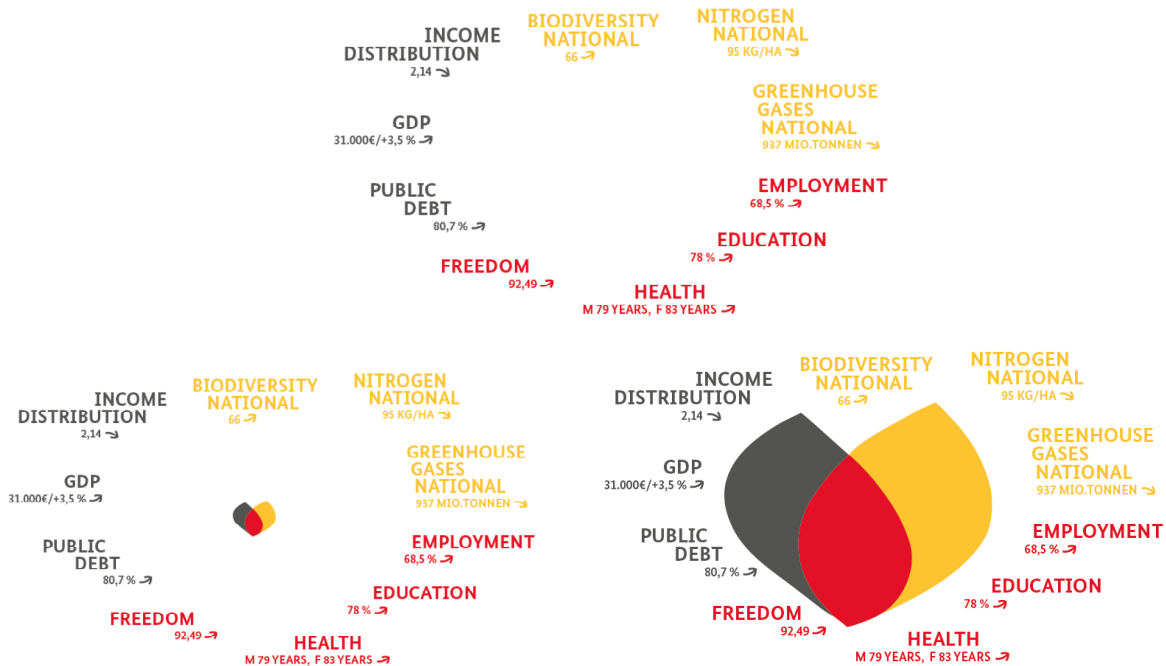 INCOME
DISTRIBUTION
2,14
BIODIVERSITY
NATIONAL
66
NITROGEN
NATIONAL
95 KG/HA
GDP
31.000€/+3,5 %
GREENHOUSE
GASES
NATIONAL
937 MIO.TONNEN
PUBLIC
DEBT
80,7 %
EMPLOYMENT
68,5 %
FREEDOM
92,49
EDUCATION
78 %
HEALTH
M 79 YEARS, F 83 YEARS
INCOME
DISTRIBUTION
2,14
BIODIVERSITY
NATIONAL
66
NITROGEN
NATIONAL
95 KG/HA
GDP
31.000€/+3,5 %
GREENHOUSE
GASES
NATIONAL
937 MIO.TONNEN
PUBLIC
DEBT
80,7 %
EMPLOYMENT
68,5 %
FREEDOM
92,49
EDUCATION
78 %
HEALTH
M 79 YEARS, F 83 YEARS
INCOME
DISTRIBUTION
2,14
BIODIVERSITY
NATIONAL
66
NITROGEN
NATIONAL
95 KG/HA
GDP
31.000€/+3,5 %
GREENHOUSE
GASES
NATIONAL
937 MIO.TONNEN
PUBLIC
DEBT
80,7 %
EMPLOYMENT
68,5 %
FREEDOM
92,49
EDUCATION
78 %
HEALTH
M 79 YEARS, F 83 YEARS